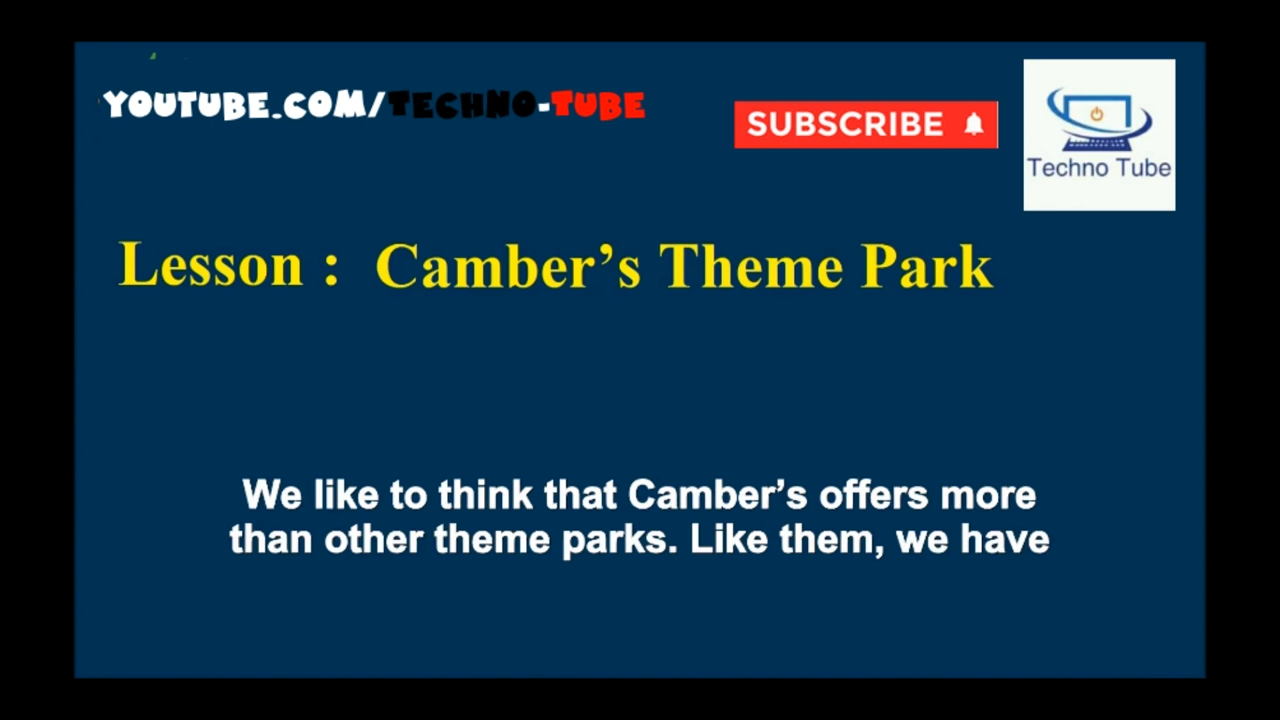 YOUTUBE.COM/TECHNO-TUBE
SUBSCRIBE
Techno Tube
Lesson : Camber’s Theme Park
We like to think that Camber’s offers more
than other theme parks. Like them, we have